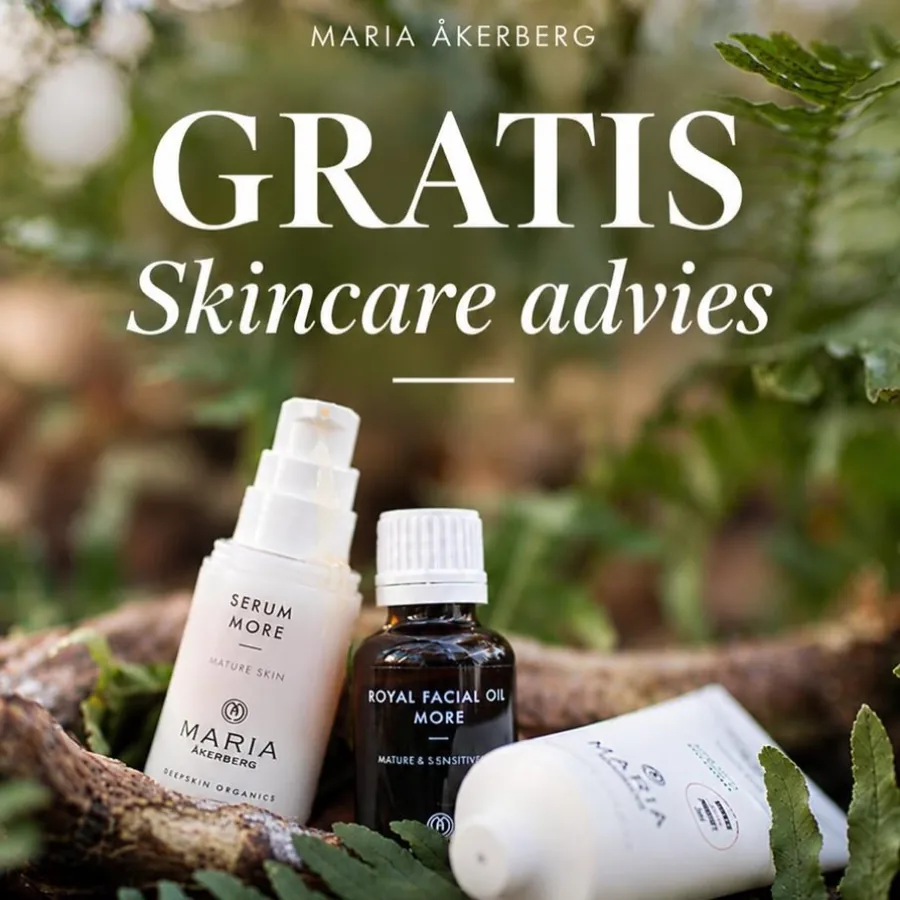 MARIA ÅKERBERG
GRATIS
Skincare advies
SERUM
MORE
MATURE SKIN
MARIA
ÅKERBERG
DEEPSKIN ORGANICS
ROYAL FACIAL OIL
MORE
MATURE & SSNSITIVE
MARIA